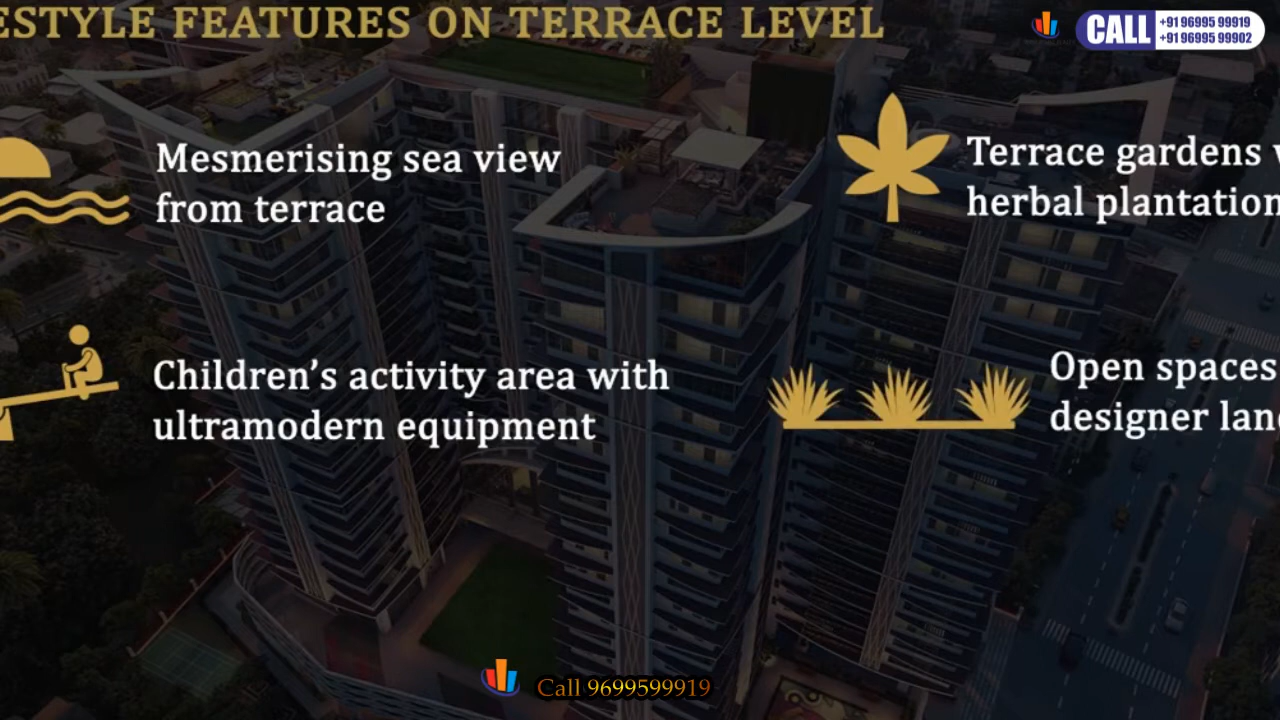 ESTYLE FEATURES ON TERRACE LEVEL
CALL +91 96995 99919
+91 96995 99902
Mesmerising sea view
from terrace
Terrace gardens
herbal plantation
Children’s activity area with
ultramodern equipment
Open spaces
designer lan
Call 9699599919